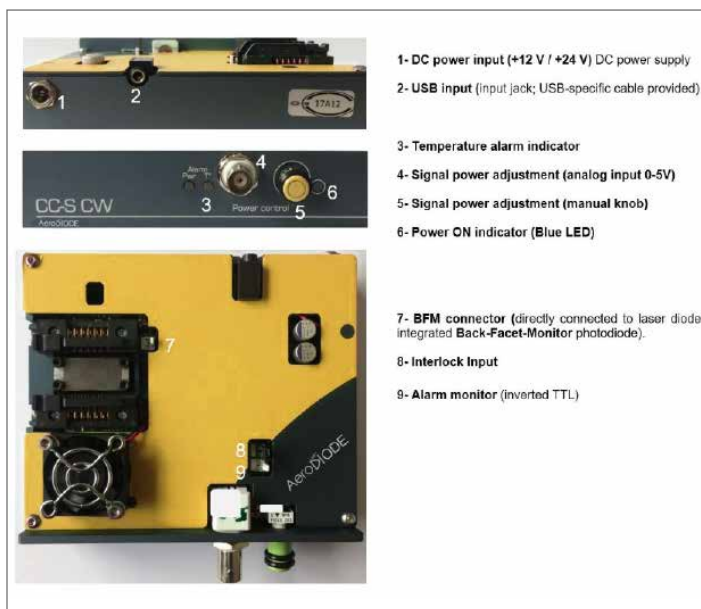 1- DC power input (+12 V / +24 V) DC power supply
2- USB input (input jack; USB-specific cable provided)
1
2
17A12
3- Temperature alarm indicator
4- Signal power adjustment (analog input 0-5V)
5- Signal power adjustment (manual knob)
6- Power ON indicator (Blue LED)
4
Alarm
Pwr T°
3
6
Power control
5
CC-S CW
AeroDIODE
7- BFM connector (directly connected to laser diode
integrated Back-Facet-Monitor photodiode).
8- Interlock Input
9- Alarm monitor (inverted TTL)
7
8
9
AeroDIODE